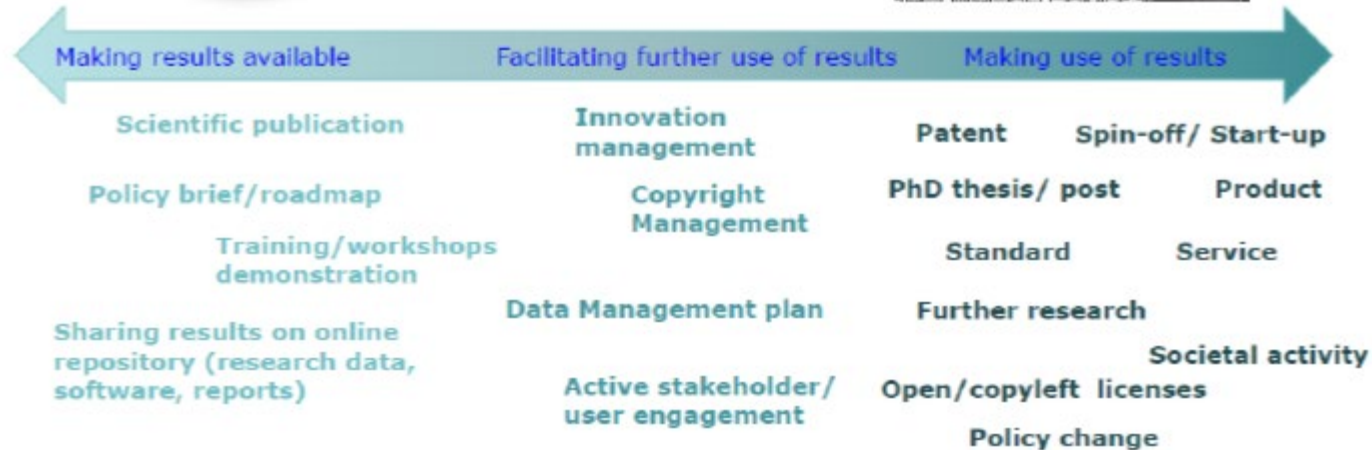 Making results available
Facilitating further use of results
Making use of results
Scientific publication
Policy brief/roadmap
Training/workshops
demonstration
Sharing results on online
repository (research data,
software, reports)
Innovation
management
Copyright
Management
Data Management plan
Active stakeholder/
user engagement
Patent
Spin-off/ Start-up
PhD thesis/ post
Product
Standard
Service
Further research
Societal activity
Open/copyleft licenses
Policy change